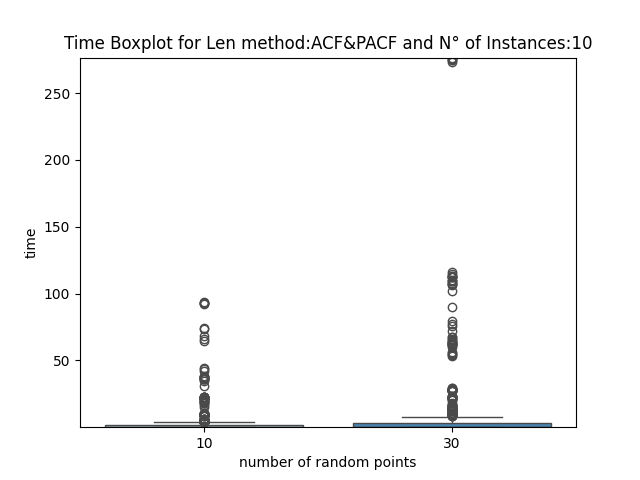 Time Boxplot for Len method:ACF&PACF and N° of Instances:10
250
200
150
100
50
time
10
30
number of random points